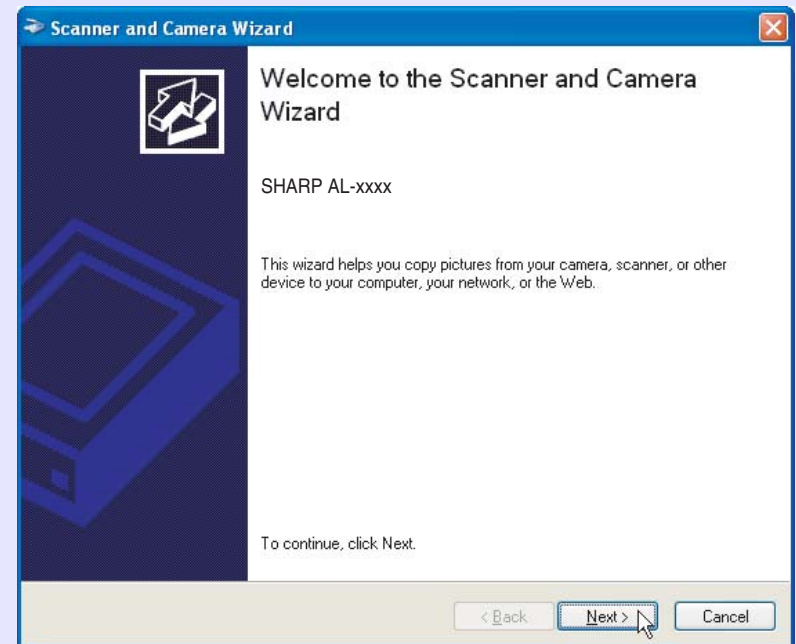 Scanner and Camera Wizard
Welcome to the Scanner and Camera
Wizard
SHARP AL-xxxx
This wizard helps you copy pictures from your camera, scanner, or other
device to your computer, your network, or the Web.
To continue, click Next.
< Back Next > Cancel